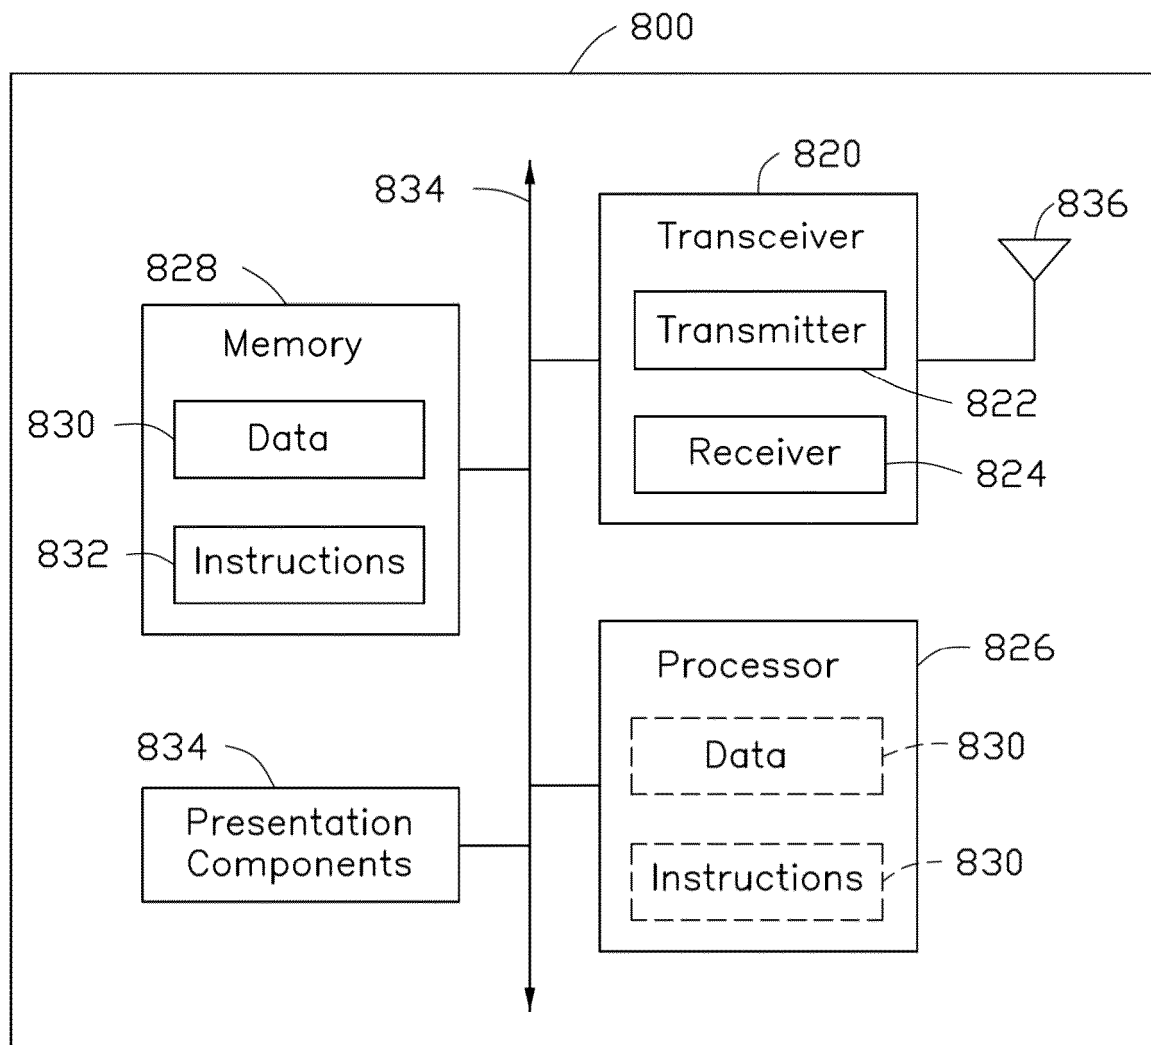 800
834
820
Transceiver
836
828
Memory
Transmitter
822
830
Data
Receiver
824
832
Instructions
826
Processor
834
Data
830
Presentation
Components
Instructions
830